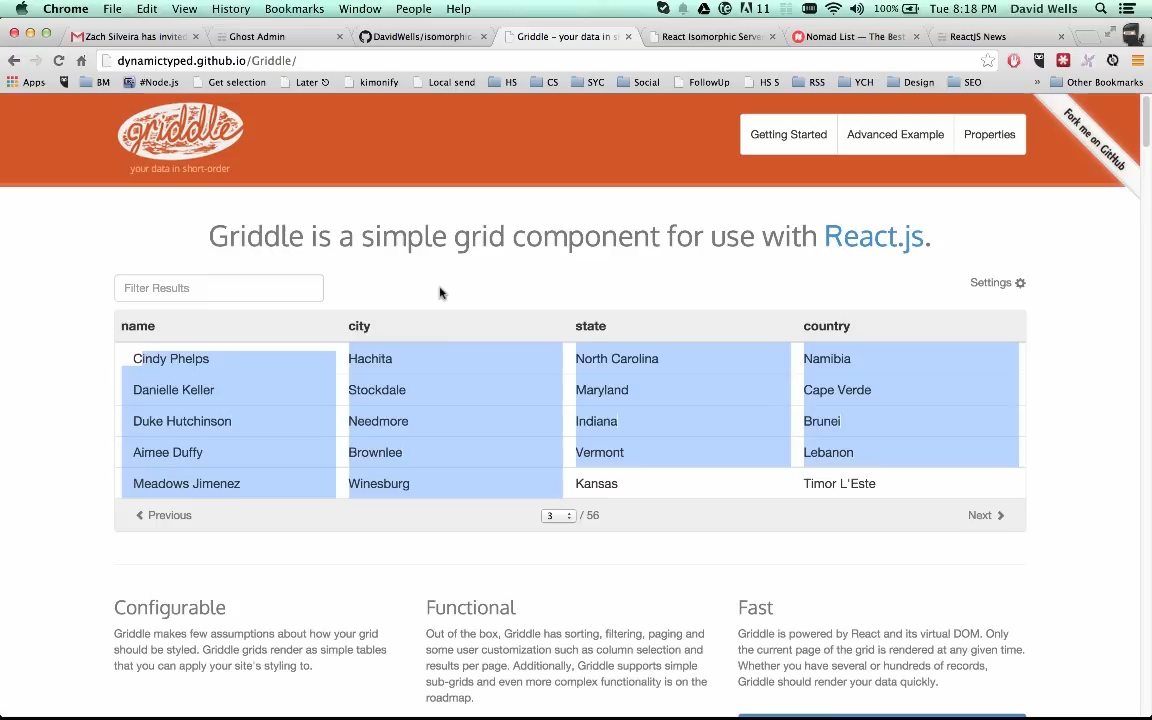 Chrome File Edit View History Bookmarks Window People Help 11 100% Tue 8:18 PM David Wells
Zach Silveira has invited Ghost Admin DavidWells/isomorphic Griddle - your data in s React Isomorphic Serve Nomad List — The Best ReactJS News
dynamictyped.github.io/Griddle/
Apps BM #Node.js Get selection Later kimonify Local send HS CS SYC Social FollowUp HS S RSS YCH Design SEO » Other Bookmarks
griddle
your data in short-order
Getting Started Advanced Example Properties
Fork me on GitHub
Griddle is a simple grid component for use with React.js.
Filter Results
Settings
name city state country
Cindy Phelps Hachita North Carolina Namibia
Danielle Keller Stockdale Maryland Cape Verde
Duke Hutchinson Needmore Indiana Brunei
Aimee Duffy Brownlee Vermont Lebanon
Meadows Jimenez Winesburg Kansas Timor L'Este
Previous 3 / 56 Next
Configurable
Griddle makes few assumptions about how your grid
should be styled. Griddle grids render as simple tables
that you can apply your site's styling to.
Functional
Out of the box, Griddle has sorting, filtering, paging and
some user customization such as column selection and
results per page. Additionally, Griddle supports simple
sub-grids and even more complex functionality is on the
roadmap.
Fast
Griddle is powered by React and its virtual DOM. Only
the current page of the grid is rendered at any given time.
Whether you have several or hundreds of records,
Griddle should render your data quickly.